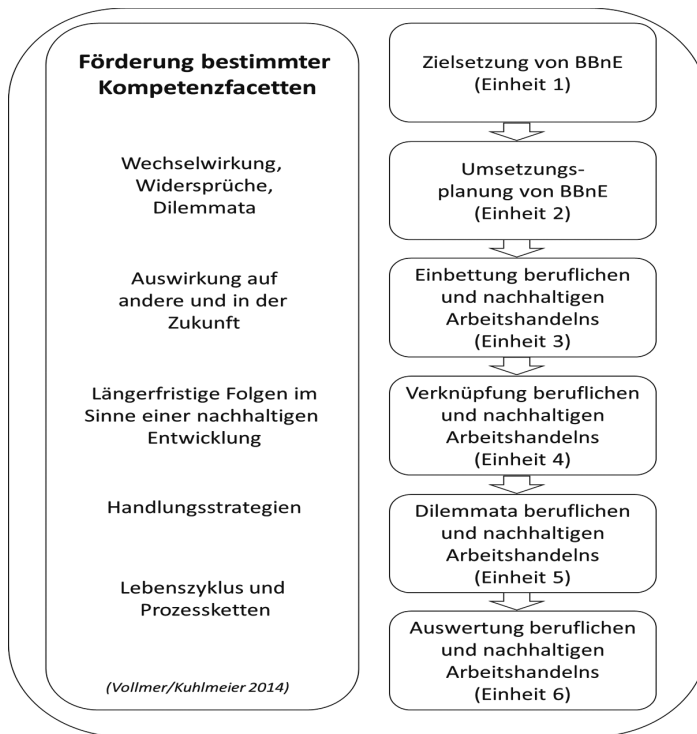 Förderung bestimmter
Kompetenzfacetten
Wechselwirkung,
Widersprüche,
Dilemmata
Auswirkung auf
andere und in der
Zukunft
Längerfristige Folgen im
Sinne einer nachhaltigen
Entwicklung
Handlungsstrategien
Lebenszyklus und
Prozessketten
(Vollmer/Kuhlmeier 2014)
Zielsetzung von BBnE
(Einheit 1)
Umsetzungs-
planung von BBnE
(Einheit 2)
Einbettung beruflichen
und nachhaltigen
Arbeitshandelns
(Einheit 3)
Verknüpfung beruflichen
und nachhaltigen
Arbeitshandelns
(Einheit 4)
Dilemmata beruflichen
und nachhaltigen
Arbeitshandelns
(Einheit 5)
Auswertung beruflichen
und nachhaltigen
Arbeitshandelns
(Einheit 6)